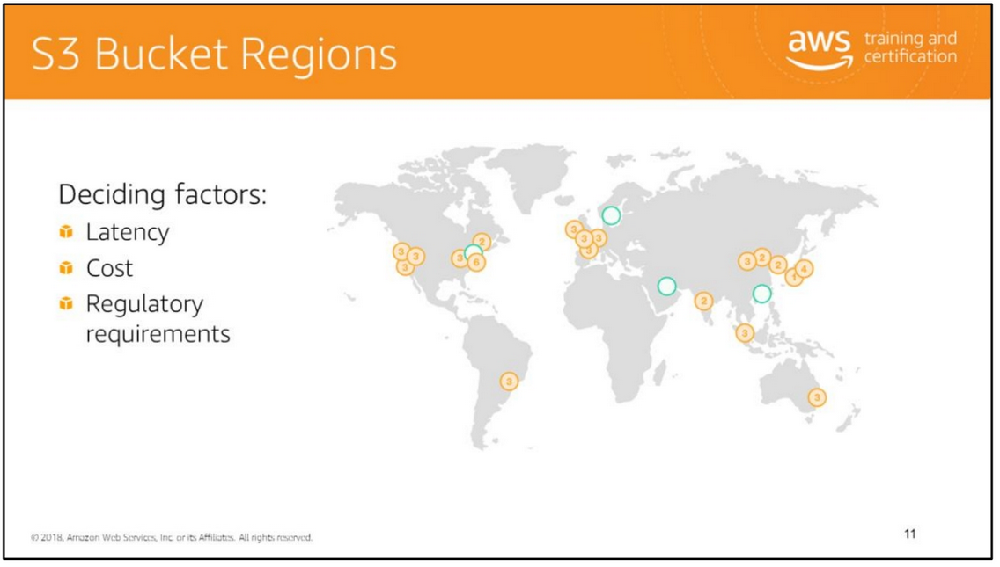 S3 Bucket Regions
aws training and
certification
Deciding factors:
Latency
Cost
Regulatory
requirements
3
3
3
2
3
6
3
3
3
3
3
2
2
1
4
2
3
3
3
© 2018, Amazon Web Services, Inc. or its Affiliates. All rights reserved.
11